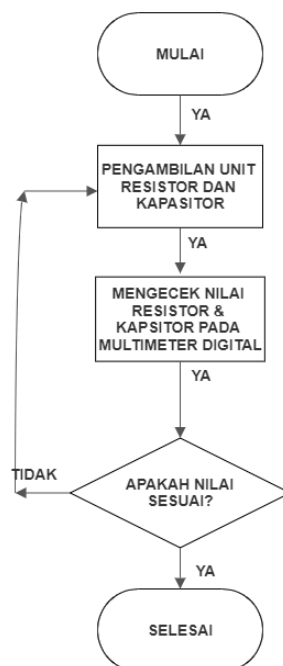 MULAI
YA
PENGAMBILAN UNIT
RESISTOR DAN
KAPASITOR
YA
MENGECEK NILAI
RESISTOR &
KAPSITOR PADA
MULTIMETER DIGITAL
YA
APAKAH NILAI
SESUAI?
TIDAK
YA
SELESAI